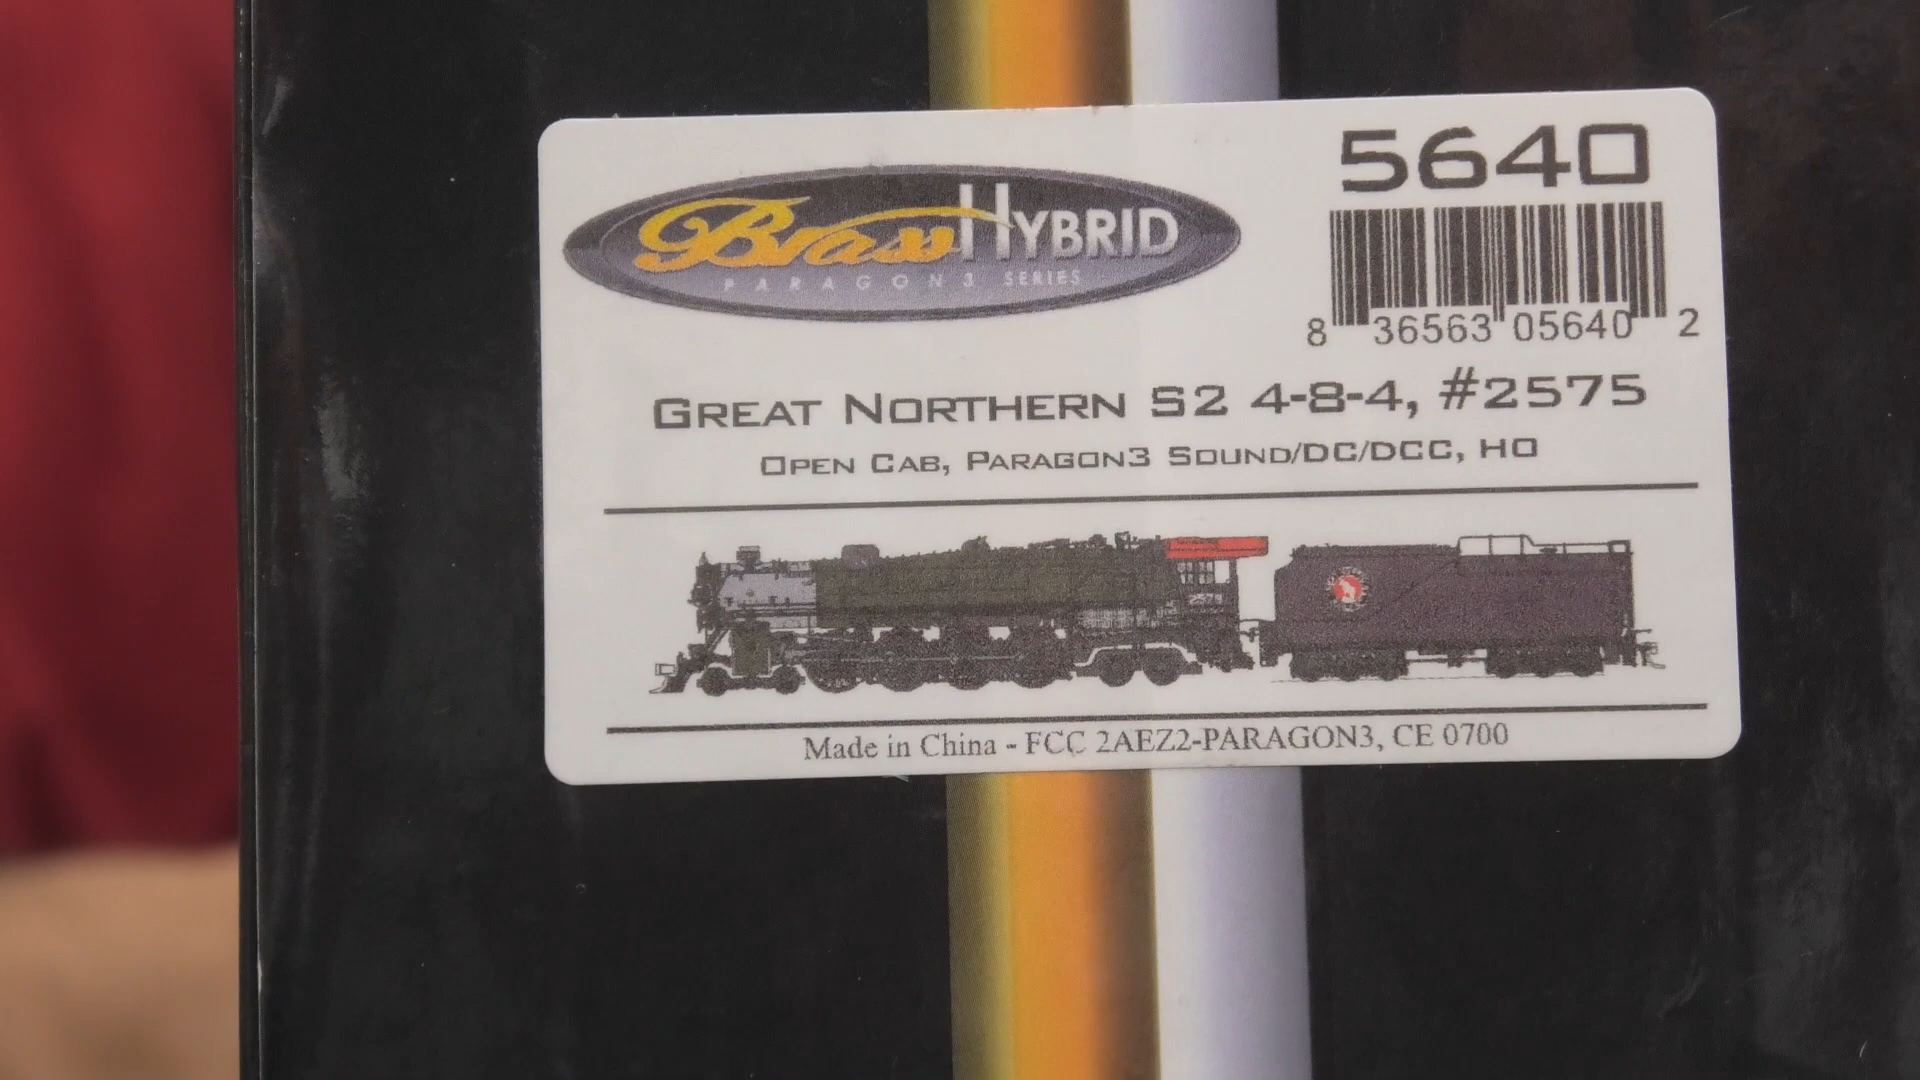 5640
Brass HYBRID
PARAGON3 SERIES
8 36563 05640 2
GREAT NORTHERN S2 4-8-4, #2575
OPEN CAB, PARAGON3 SOUND/DC/DCC, HO
Made in China - FCC 2AEZ2-PARAGON3, CE 0700